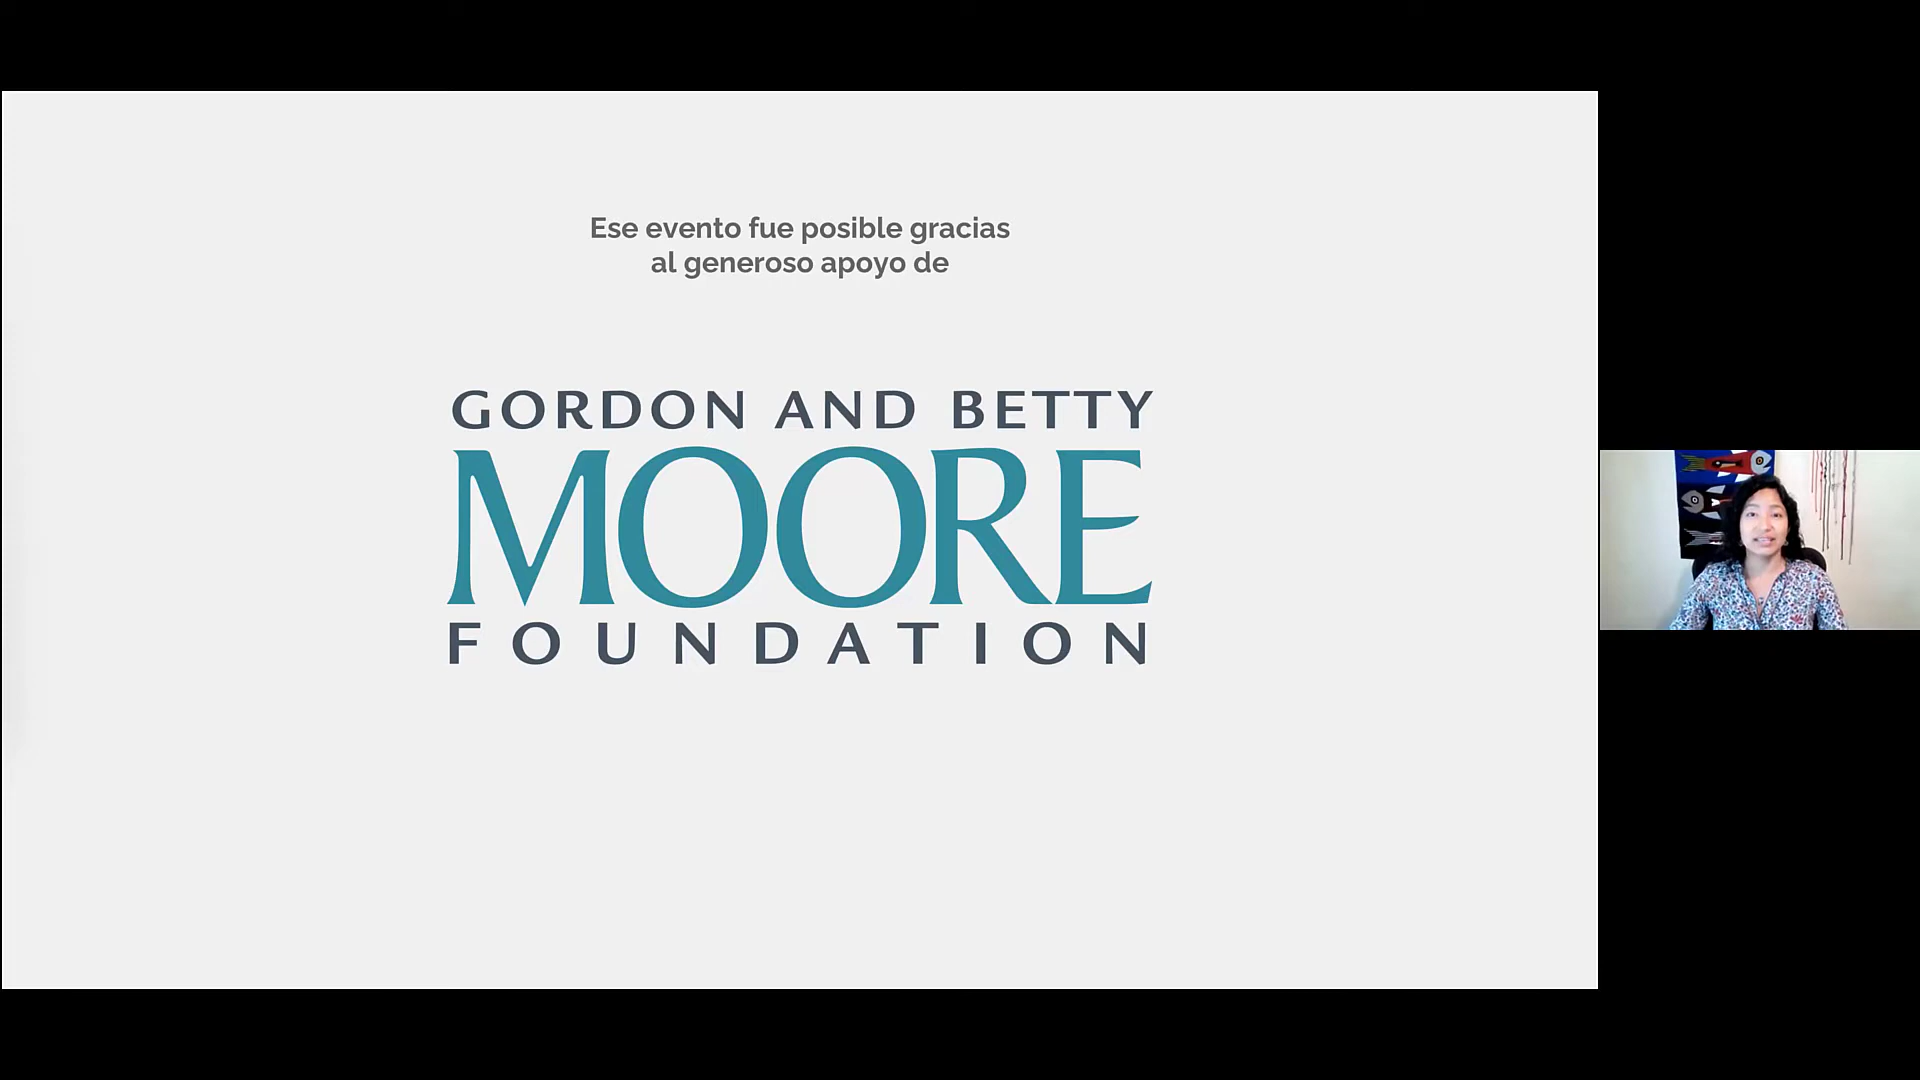 Ese evento fue posible gracias
al generoso apoyo de
GORDON AND BETTY
MOORE
FOUNDATION